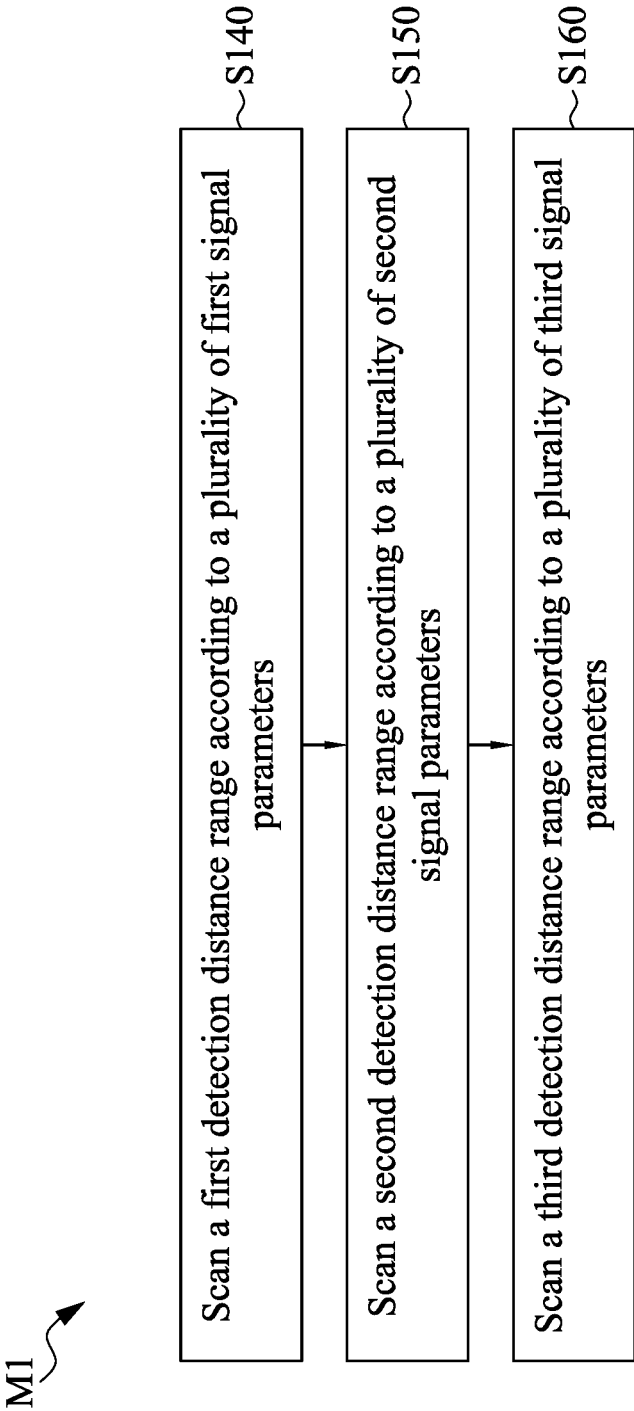 M1
Scan a first detection distance range according to a plurality of first signal
parameters
S140
Scan a second detection distance range according to a plurality of second
signal parameters
S150
Scan a third detection distance range according to a plurality of third signal
parameters
S160